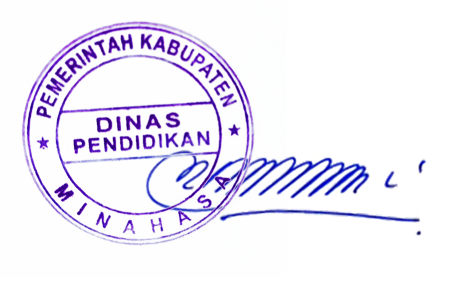 PEMERINTAH KABUPATEN
DINAS
PENDIDIKAN
MINAHASA